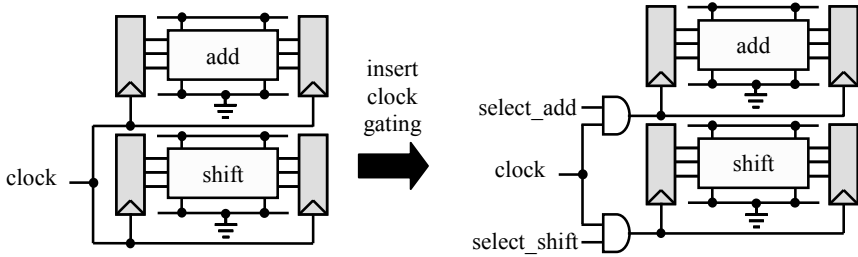 add
insert
clock
gating
add
select_add
clock
shift
clock
shift
select_shift